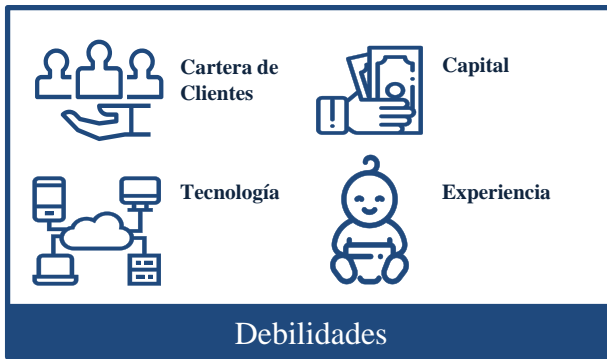 Cartera de
Clientes
Capital
Tecnología
Experiencia
Debilidades